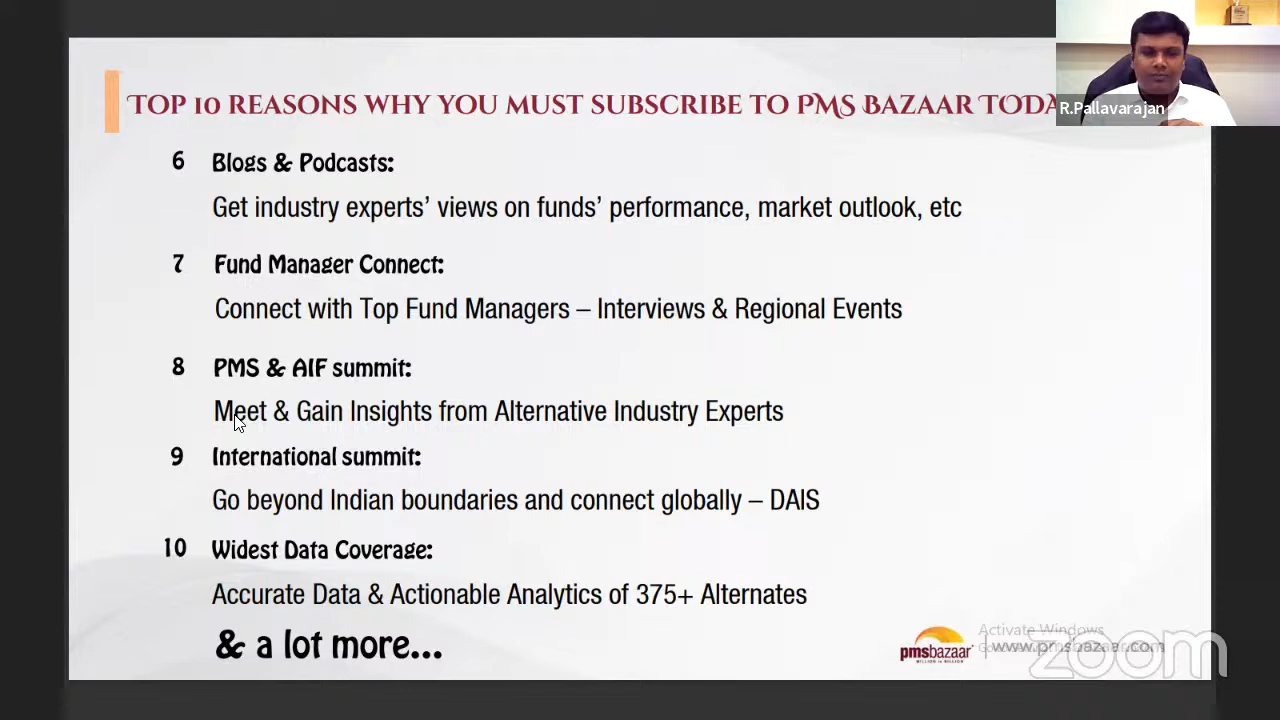 TOP 10 REASONS WHY YOU MUST SUBSCRIBE TO PMS BAZAAR TODA
R.Pallavarajan
6 Blogs & Podcasts:
Get industry experts’ views on funds’ performance, market outlook, etc
7 Fund Manager Connect:
Connect with Top Fund Managers – Interviews & Regional Events
8 PMS & AIF summit:
Meet & Gain Insights from Alternative Industry Experts
9 International summit:
Go beyond Indian boundaries and connect globally – DAIS
10 Widest Data Coverage:
Accurate Data & Actionable Analytics of 375+ Alternates
& a lot more...
pmsbazaar
MILLION to BILLION
Activate Windows
www.pmsbazaar.com
zoom